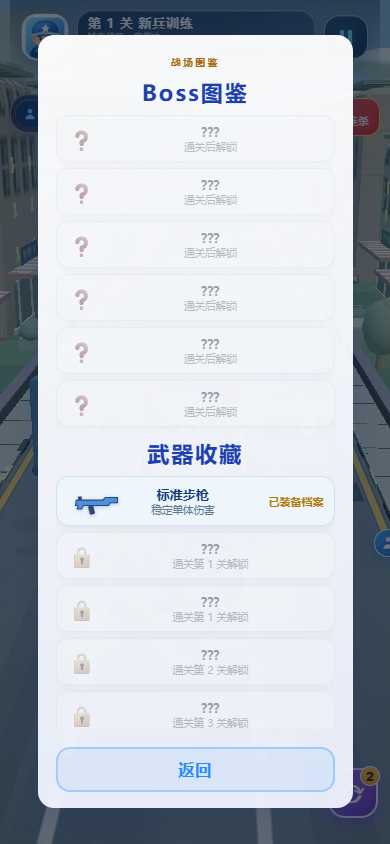 第 1 关 新兵训练
战场图鉴
Boss图鉴
???
通关后解锁
???
通关后解锁
???
通关后解锁
???
通关后解锁
???
通关后解锁
???
通关后解锁
武器收藏
标准步枪
稳定单体伤害
已装备档案
???
通关第 1 关解锁
???
通关第 1 关解锁
???
通关第 2 关解锁
???
通关第 3 关解锁
返回
2